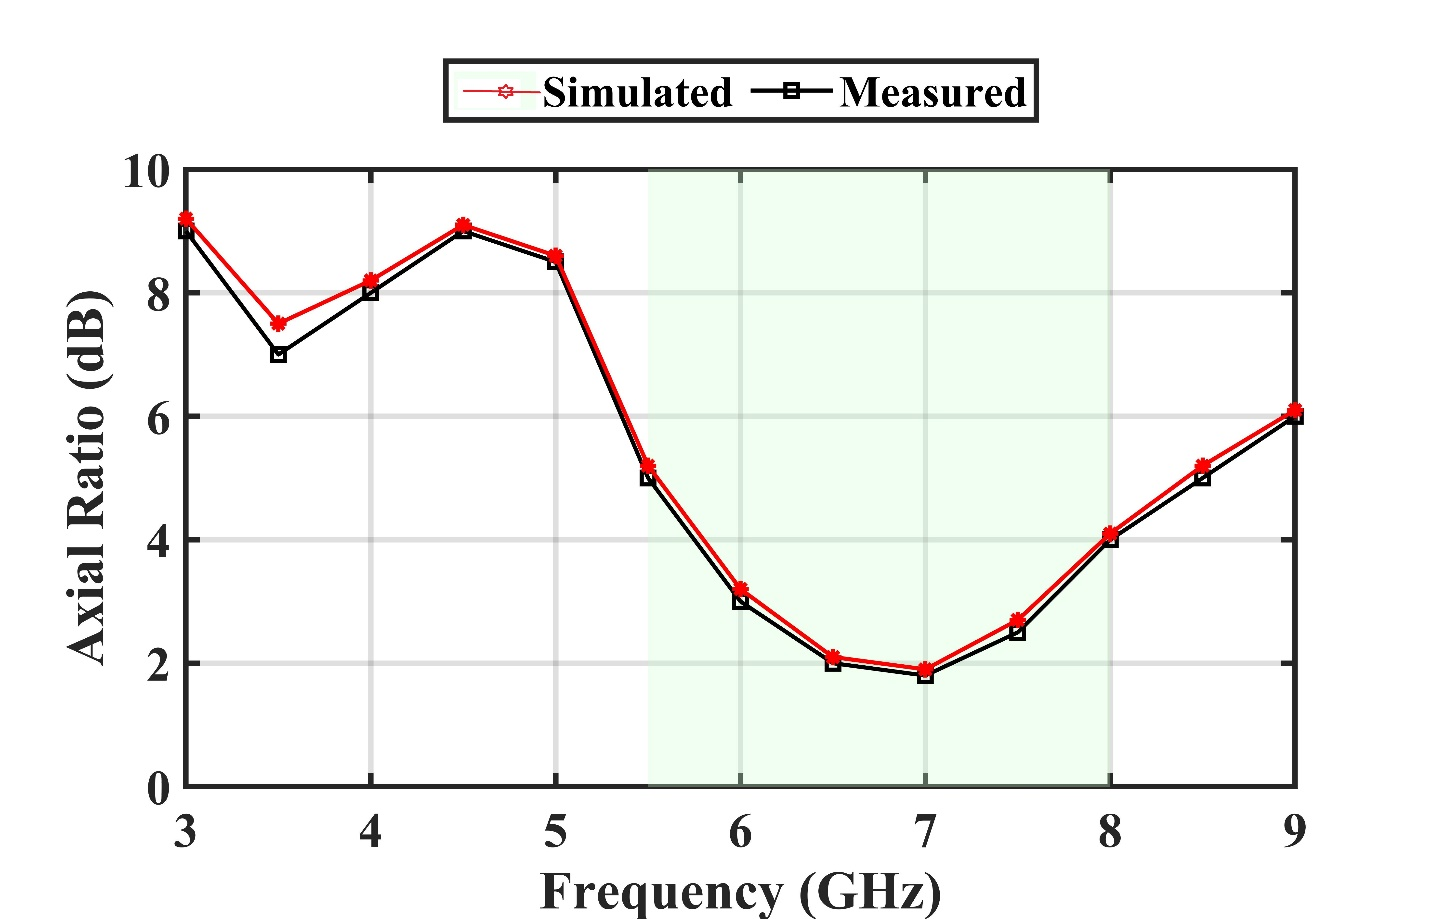 Simulated Measured
10
8
6
4
2
0
Axial Ratio (dB)
3 4 5 6 7 8 9
Frequency (GHz)